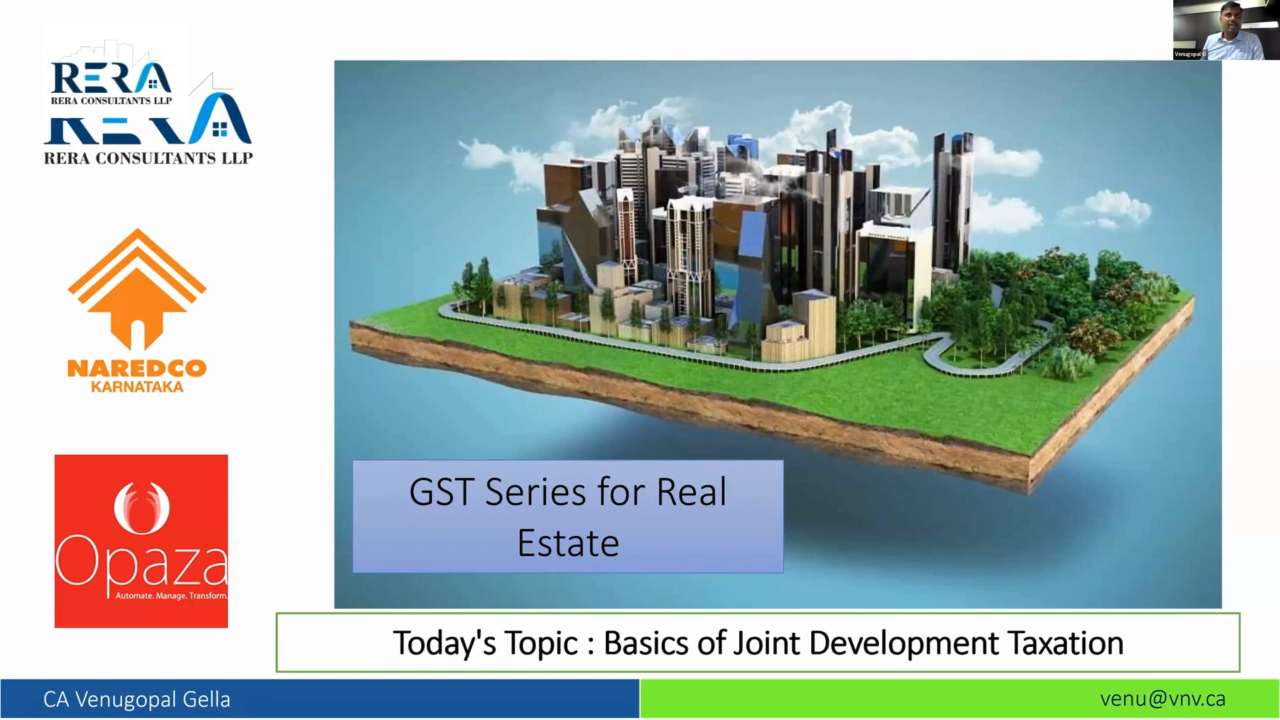 RERA
RERA CONSULTANTS LLP
RERA
RERA CONSULTANTS LLP
NAREDCO
KARNATAKA
Opaza
Automate. Manage. Transform.
GST Series for Real
Estate
Today's Topic : Basics of Joint Development Taxation
CA Venugopal Gella
venu@vnv.ca